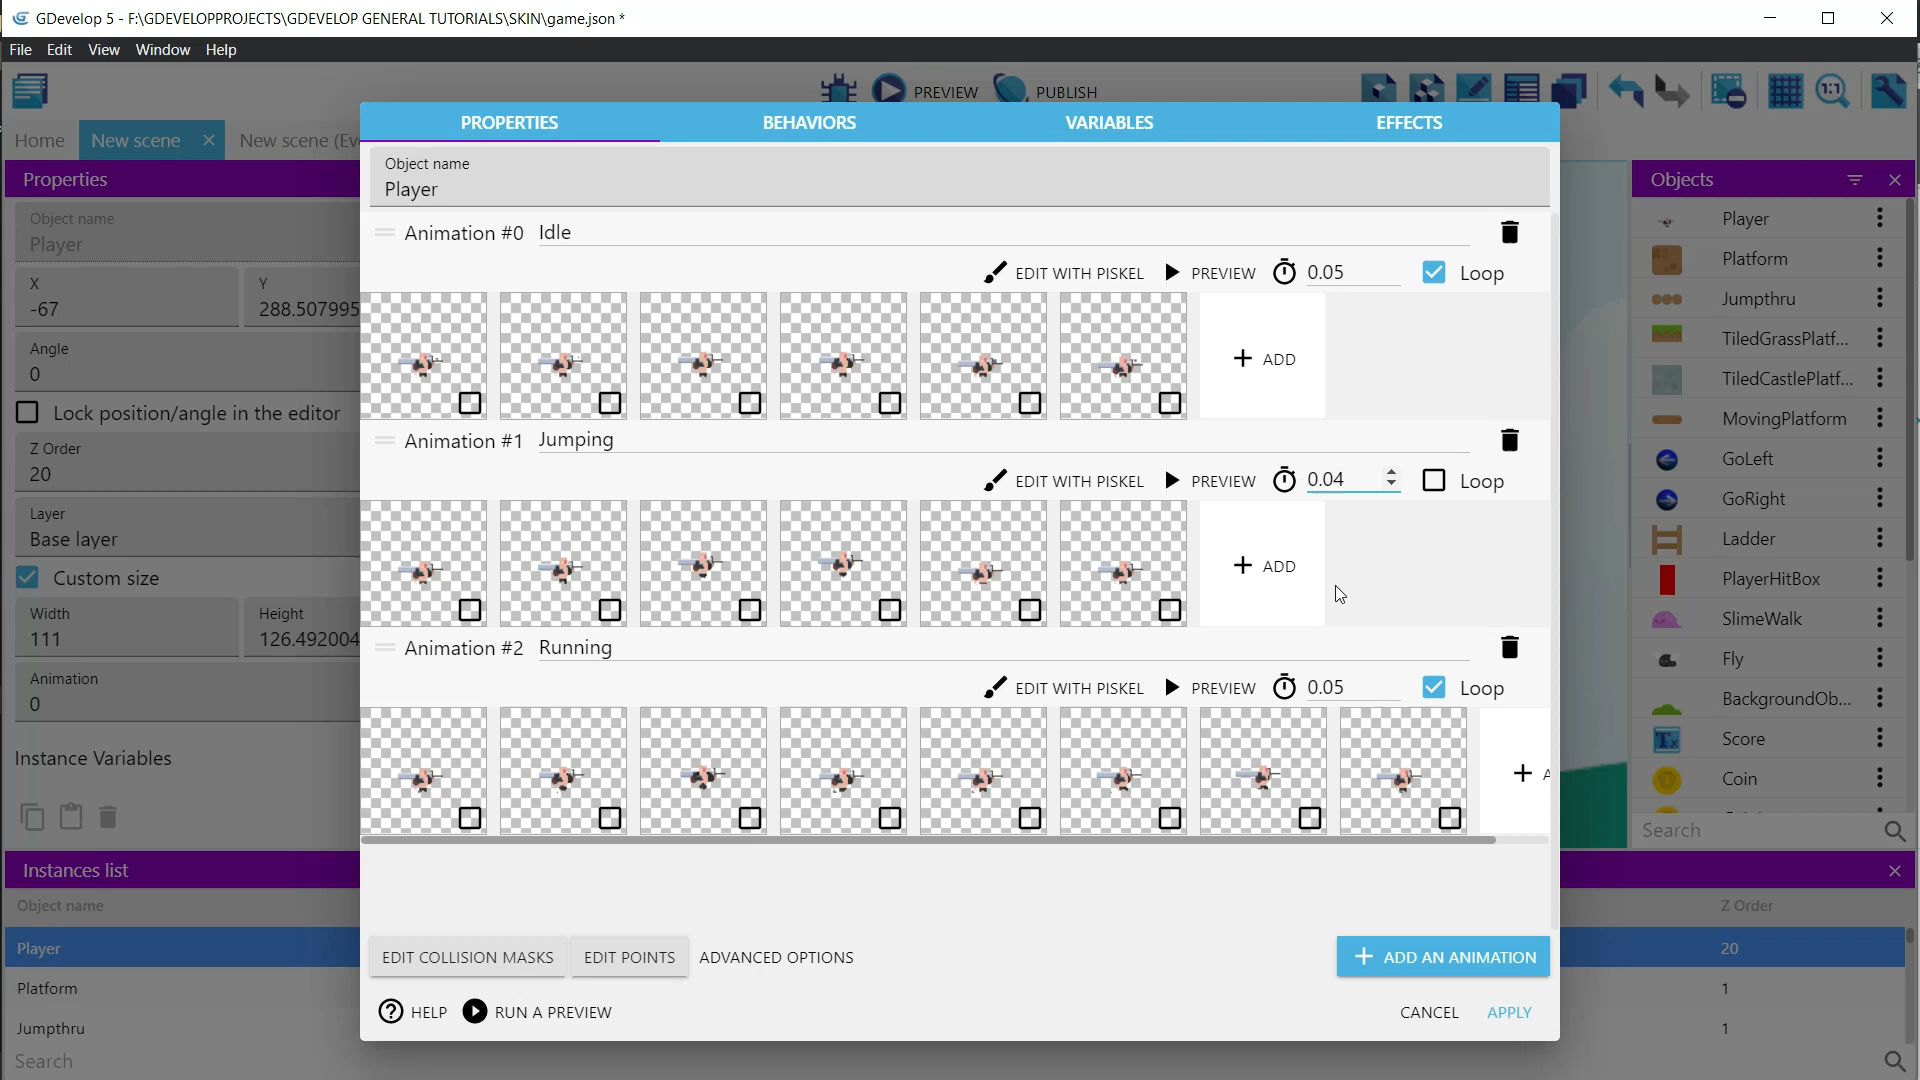 GDevelop 5 - F:\GDEVELOPPROJECTS\GDEVELOP GENERAL TUTORIALS\SKIN\game.json *
File Edit View Window Help
PREVIEW PUBLISH
1:1
Home New scene New scene (Ev
PROPERTIES BEHAVIORS VARIABLES EFFECTS
Properties
Object name
Player
X
-67
Y
288.507995
Angle
0
Lock position/angle in the editor
Z Order
20
Layer
Base layer
Custom size
Width
111
Height
126.492004
Animation
0
Instance Variables
Object name
Player
Animation #0 Idle
EDIT WITH PISKEL PREVIEW 0.05 Loop
ADD
Animation #1 Jumping
EDIT WITH PISKEL PREVIEW 0.04 Loop
ADD
Animation #2 Running
EDIT WITH PISKEL PREVIEW 0.05 Loop
A
EDIT COLLISION MASKS EDIT POINTS ADVANCED OPTIONS ADD AN ANIMATION
HELP RUN A PREVIEW CANCEL APPLY
Objects
Player
Platform
Jumpthru
TiledGrassPlatf...
TiledCastlePlatf...
MovingPlatform
GoLeft
GoRight
Ladder
PlayerHitBox
SlimeWalk
Fly
BackgroundOb...
Tx Score
Coin
Search
Instances list
Object name Z Order
Player 20
Platform 1
Jumpthru 1
Search